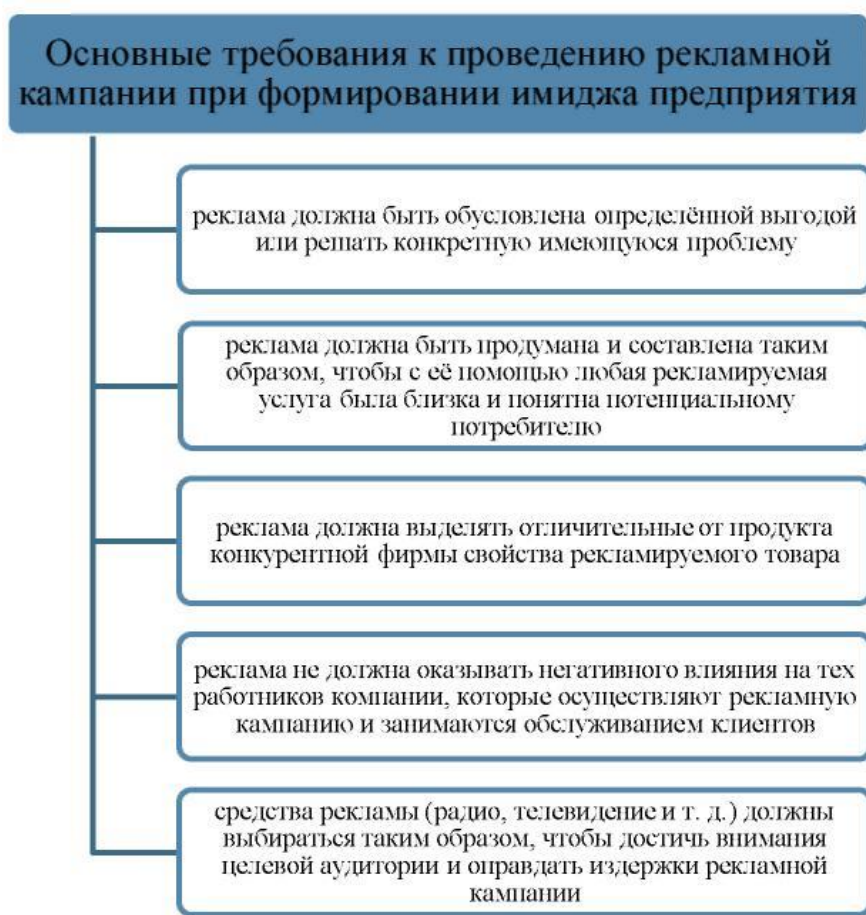 Основные требования к проведению рекламной
кампании при формировании имиджа предприятия
реклама должна быть обусловлена определённой выгодой
или решать конкретную имеющуюся проблему
реклама должна быть продумана и составлена таким
образом, чтобы с её помощью любая рекламируемая
услуга была близка и понятна потенциальному
потребителю
реклама должна выделять отличительные от продукта
конкурентной фирмы свойства рекламируемого товара
реклама не должна оказывать негативного влияния на тех
работников компании, которые осуществляют рекламную
кампанию и занимаются обслуживанием клиентов
средства рекламы (радио, телевидение и т. д.) должны
выбираться таким образом, чтобы достичь внимания
целевой аудитории и оправдать издержки рекламной
кампании